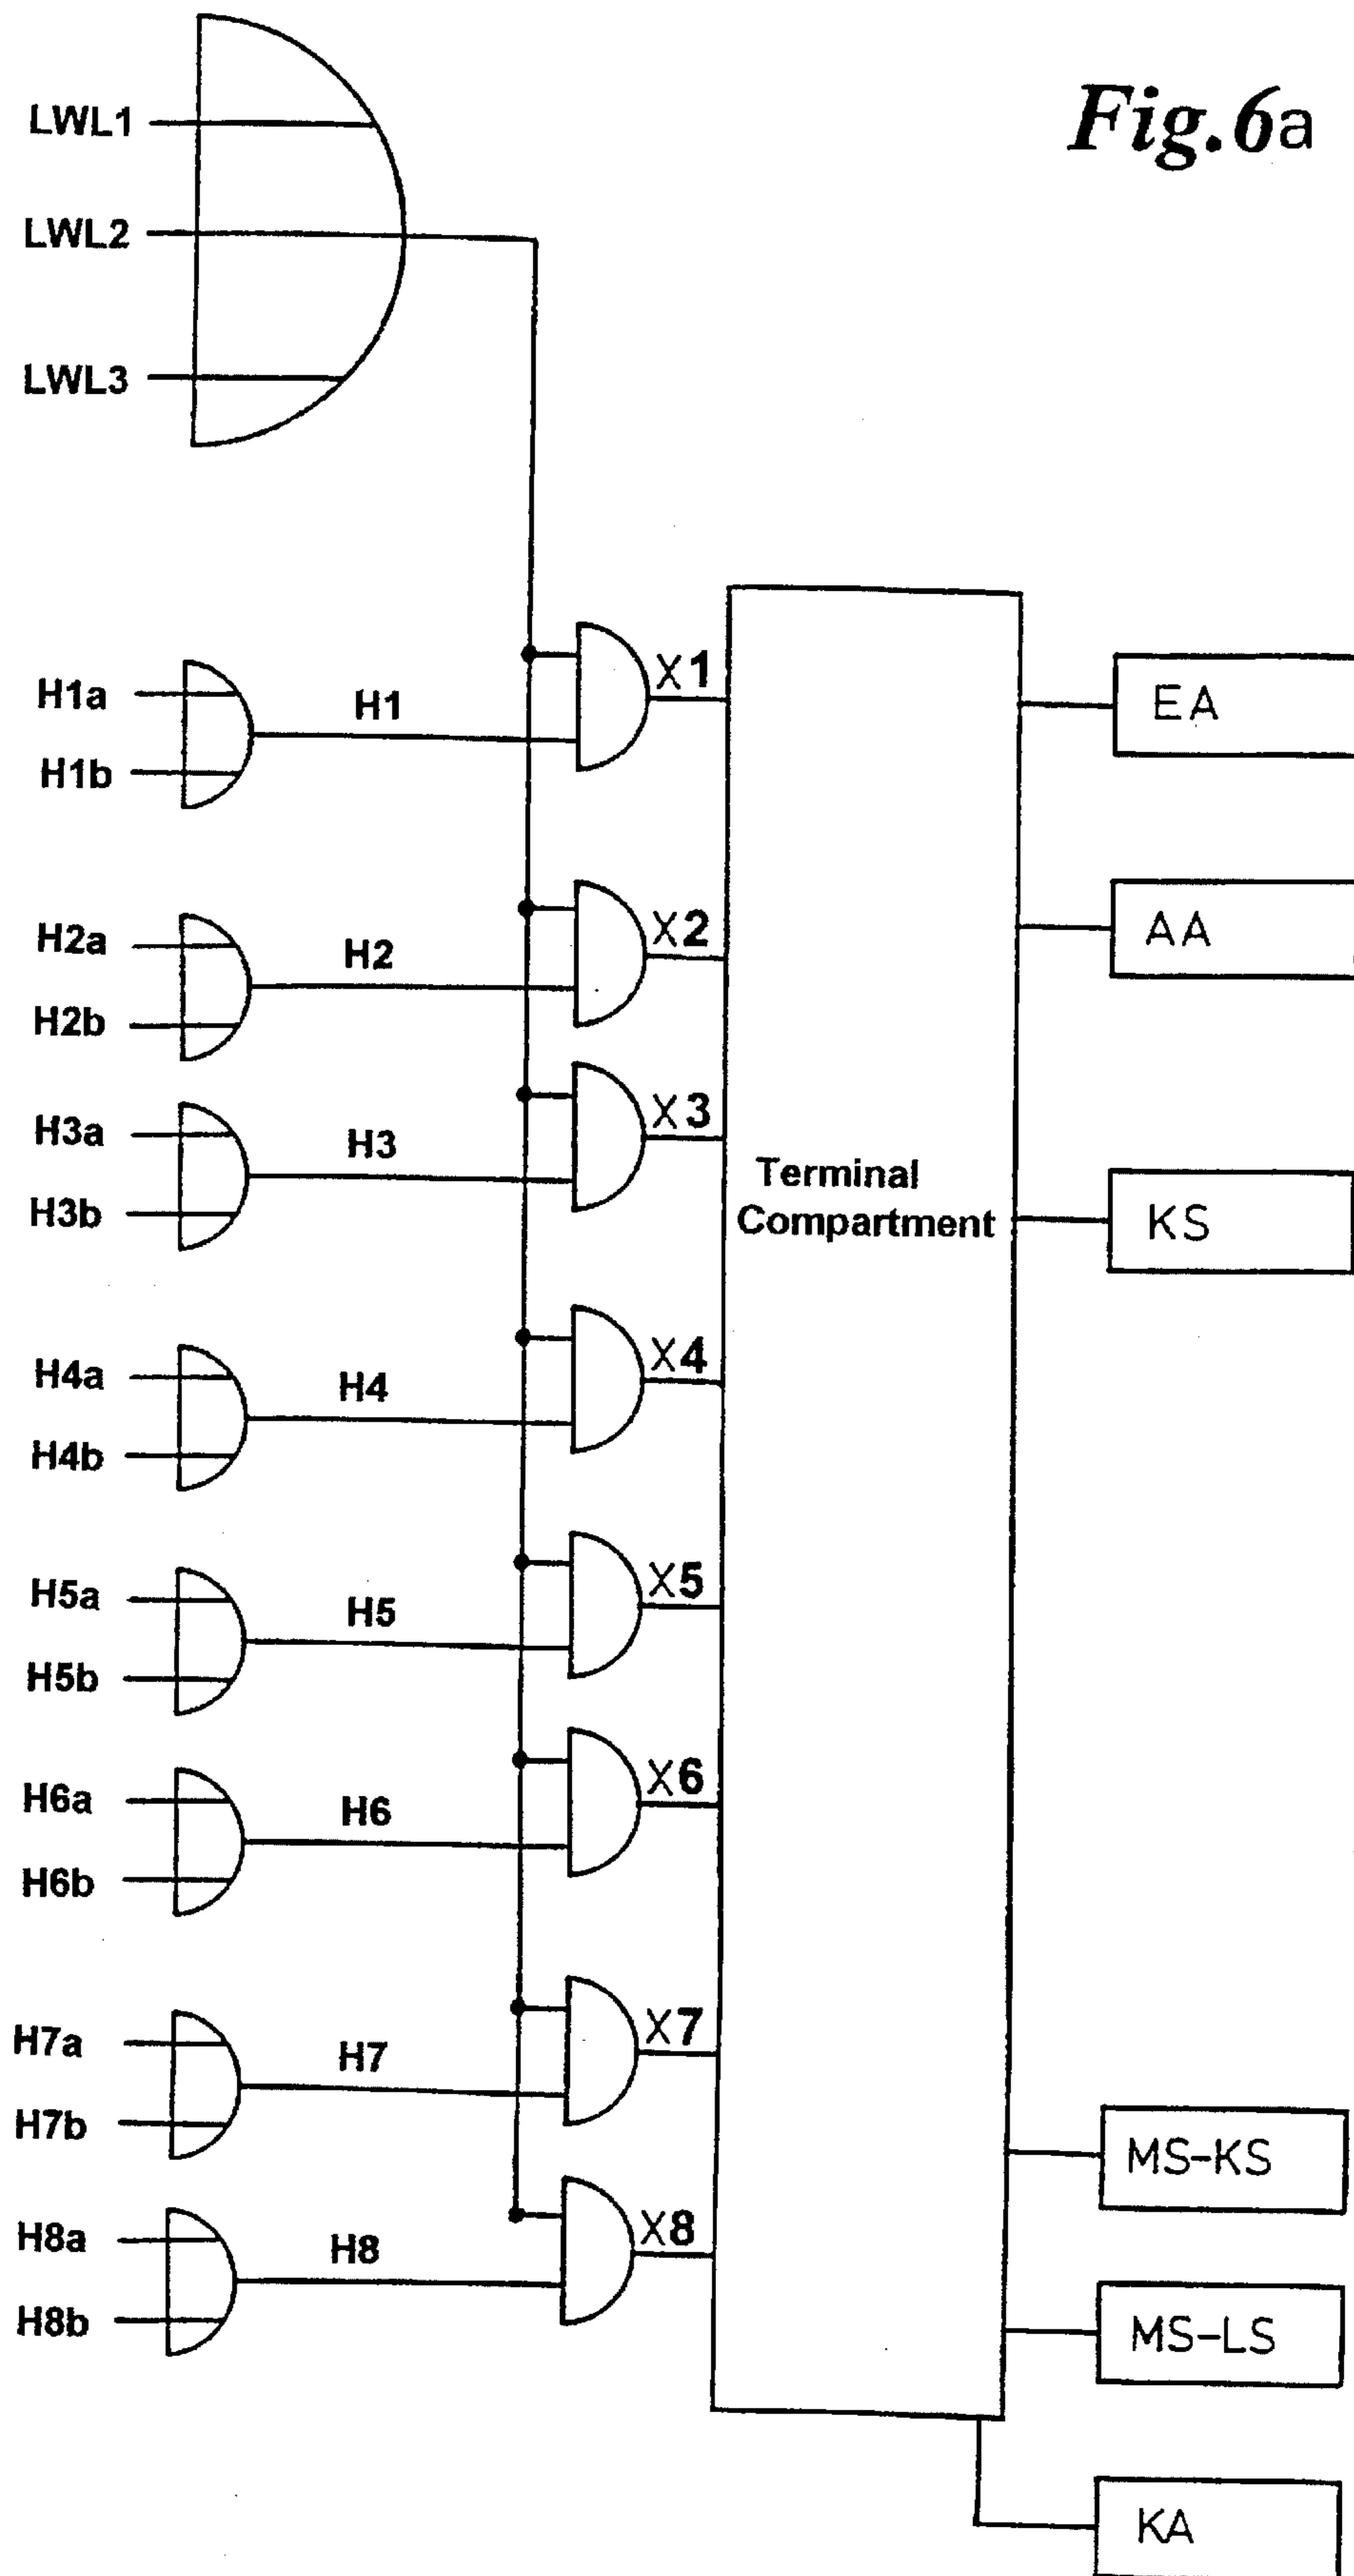 Fig.6a
LWL1
LWL2
LWL3
H1a
H1b
H1
X1
EA
H2a
H2b
H2
X2
AA
H3a
H3b
H3
X3
Terminal
Compartment
KS
H4a
H4b
H4
X4
H5a
H5b
H5
X5
H6a
H6b
H6
X6
H7a
H7b
H7
X7
MS-KS
H8a
H8b
H8
X8
MS-LS
KA